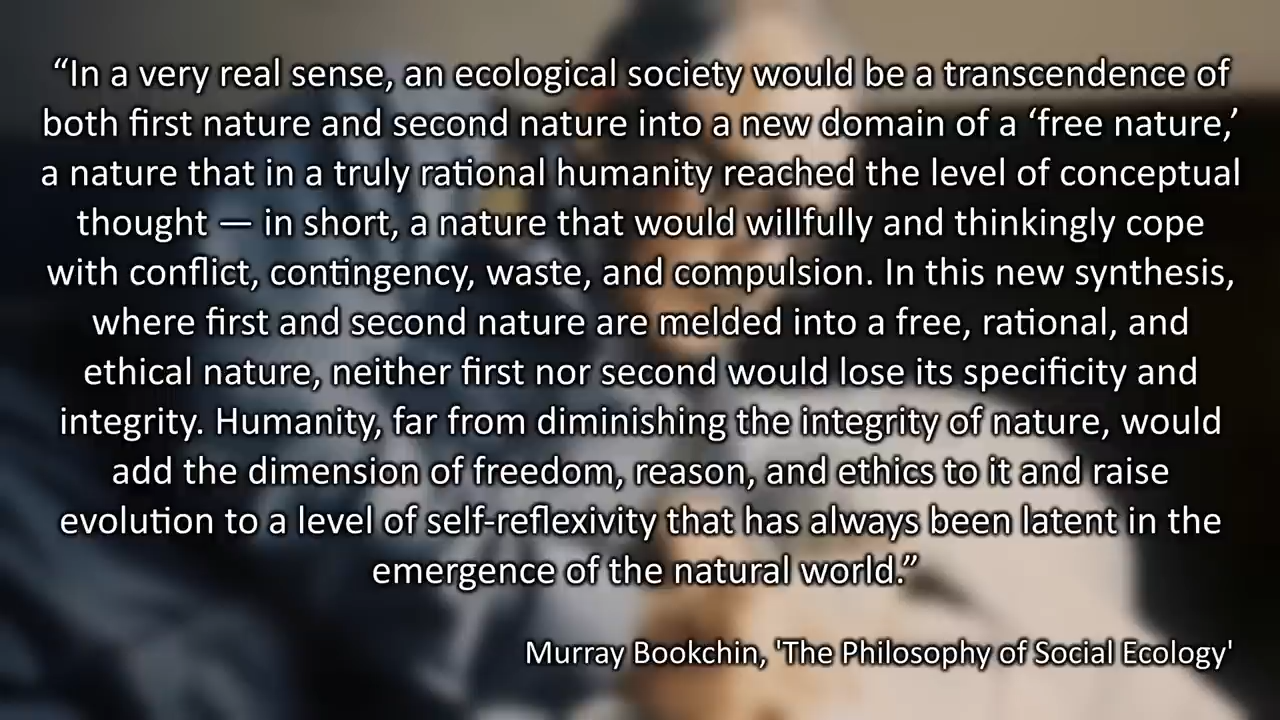 “In a very real sense, an ecological society would be a transcendence of
both first nature and second nature into a new domain of a ‘free nature,’
a nature that in a truly rational humanity reached the level of conceptual
thought — in short, a nature that would willfully and thinkingly cope
with conflict, contingency, waste, and compulsion. In this new synthesis,
where first and second nature are melded into a free, rational, and
ethical nature, neither first nor second would lose its specificity and
integrity. Humanity, far from diminishing the integrity of nature, would
add the dimension of freedom, reason, and ethics to it and raise
evolution to a level of self-reflexivity that has always been latent in the
emergence of the natural world.”
Murray Bookchin, 'The Philosophy of Social Ecology'